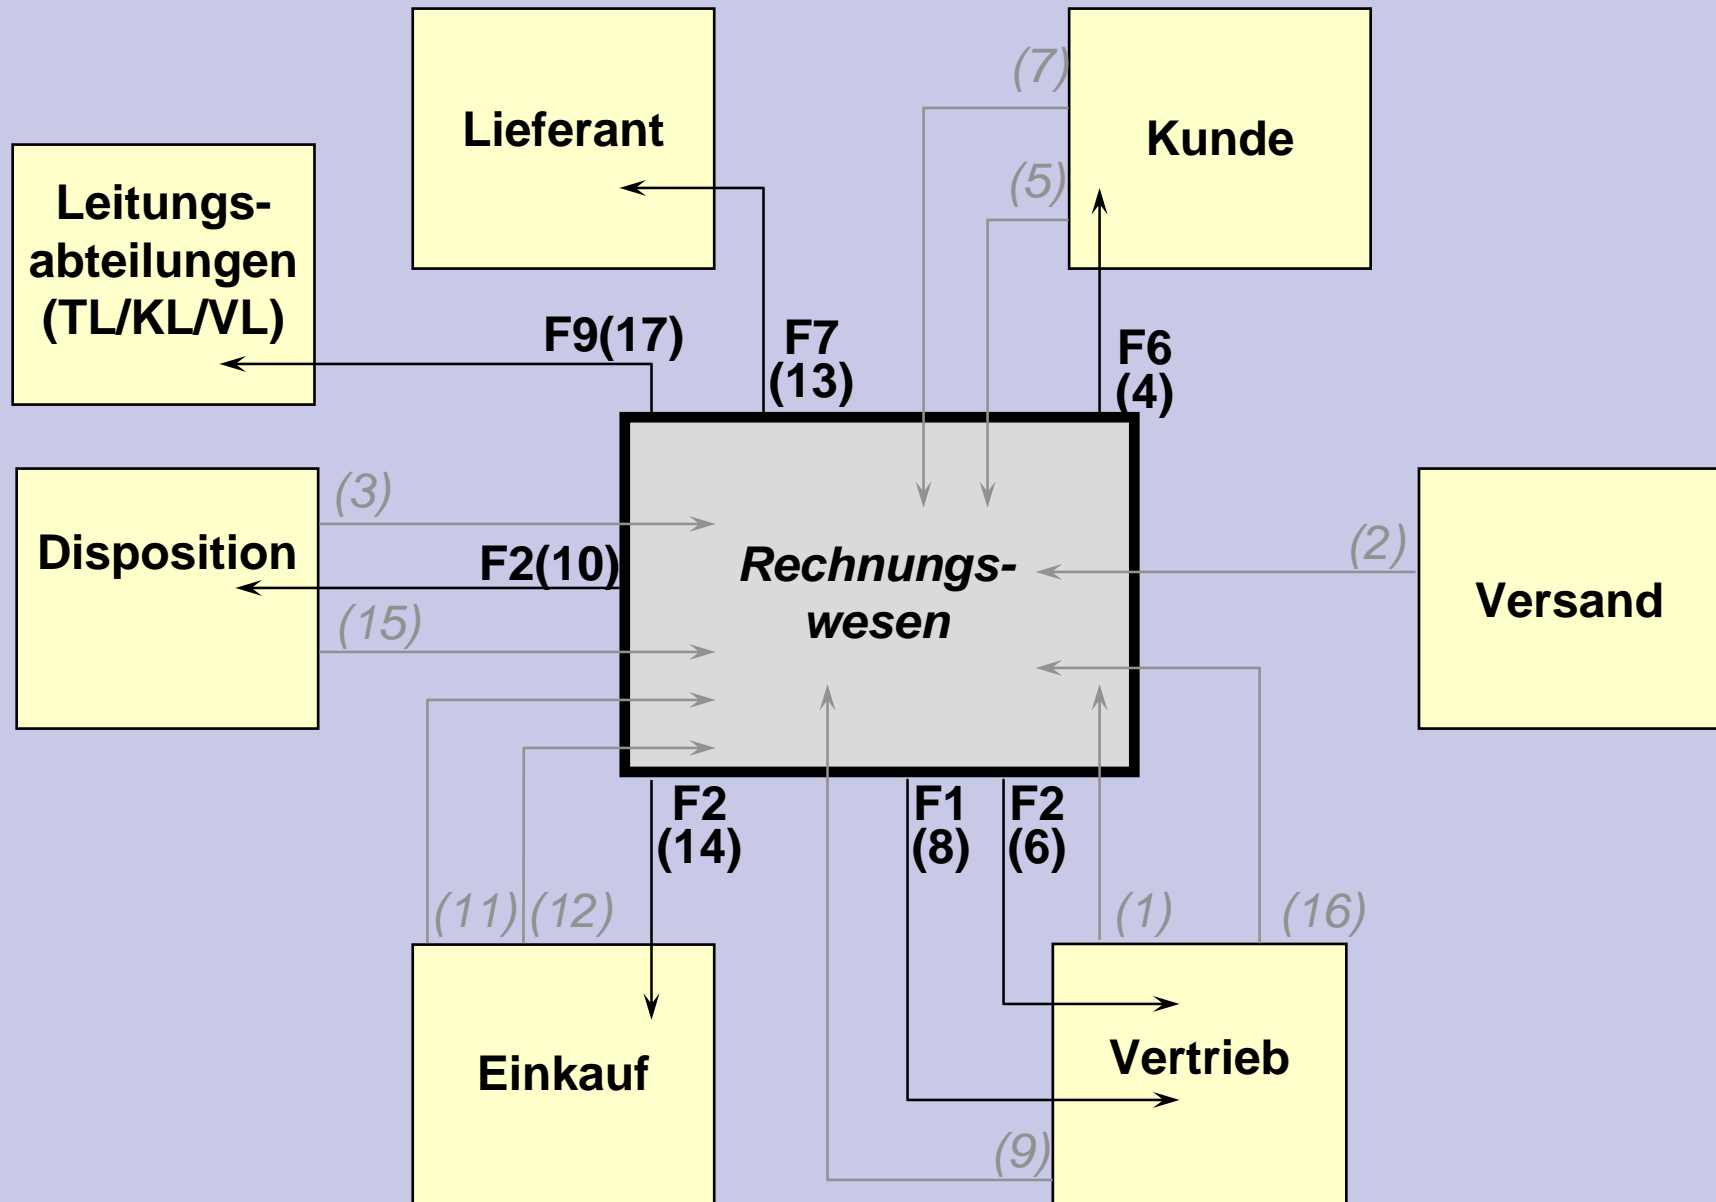 (7)
Lieferant
Kunde
(5)
Leitungs-
abteilungen
(TL/KL/VL)
F9(17)
F7
(13)
F6
(4)
(3)
Disposition
F2(10)
(15)
Rechnungs-
wesen
(2)
Versand
F2
(14)
F1
(8)
F2
(6)
(11)
(12)
(1)
(16)
Einkauf
Vertrieb
(9)